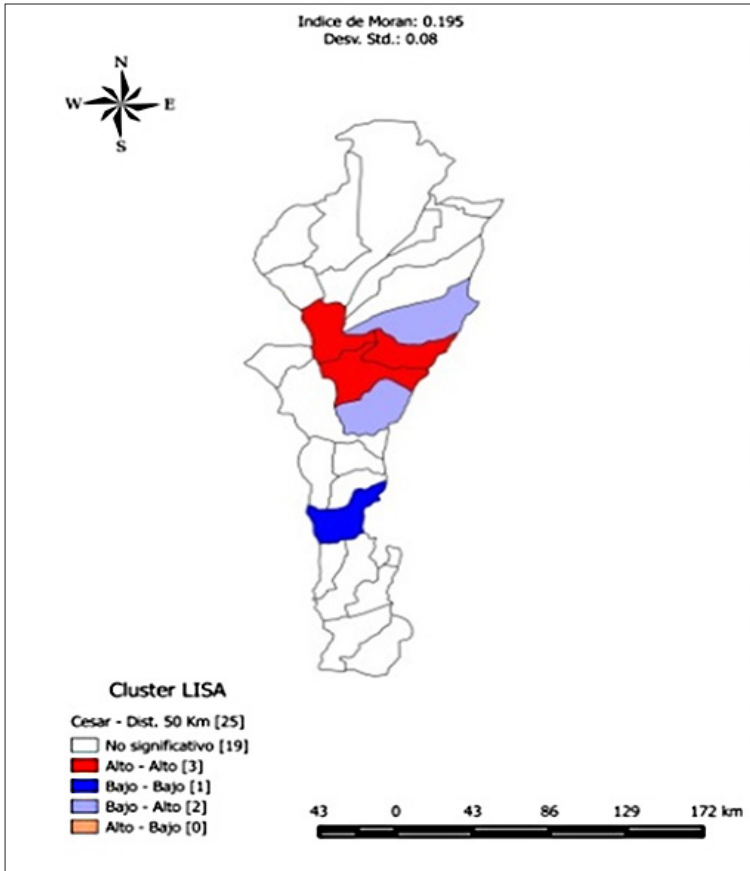 Indice de Moran: 0.195
Desv. Std.: 0.08
N
W E
S
Cluster LISA
Cesar - Dist. 50 Km [25]
No significativo [19]
Alto - Alto [3]
Bajo - Bajo [1]
Bajo - Alto [2]
Alto - Bajo [0]
43 0 43 86 129 172 km